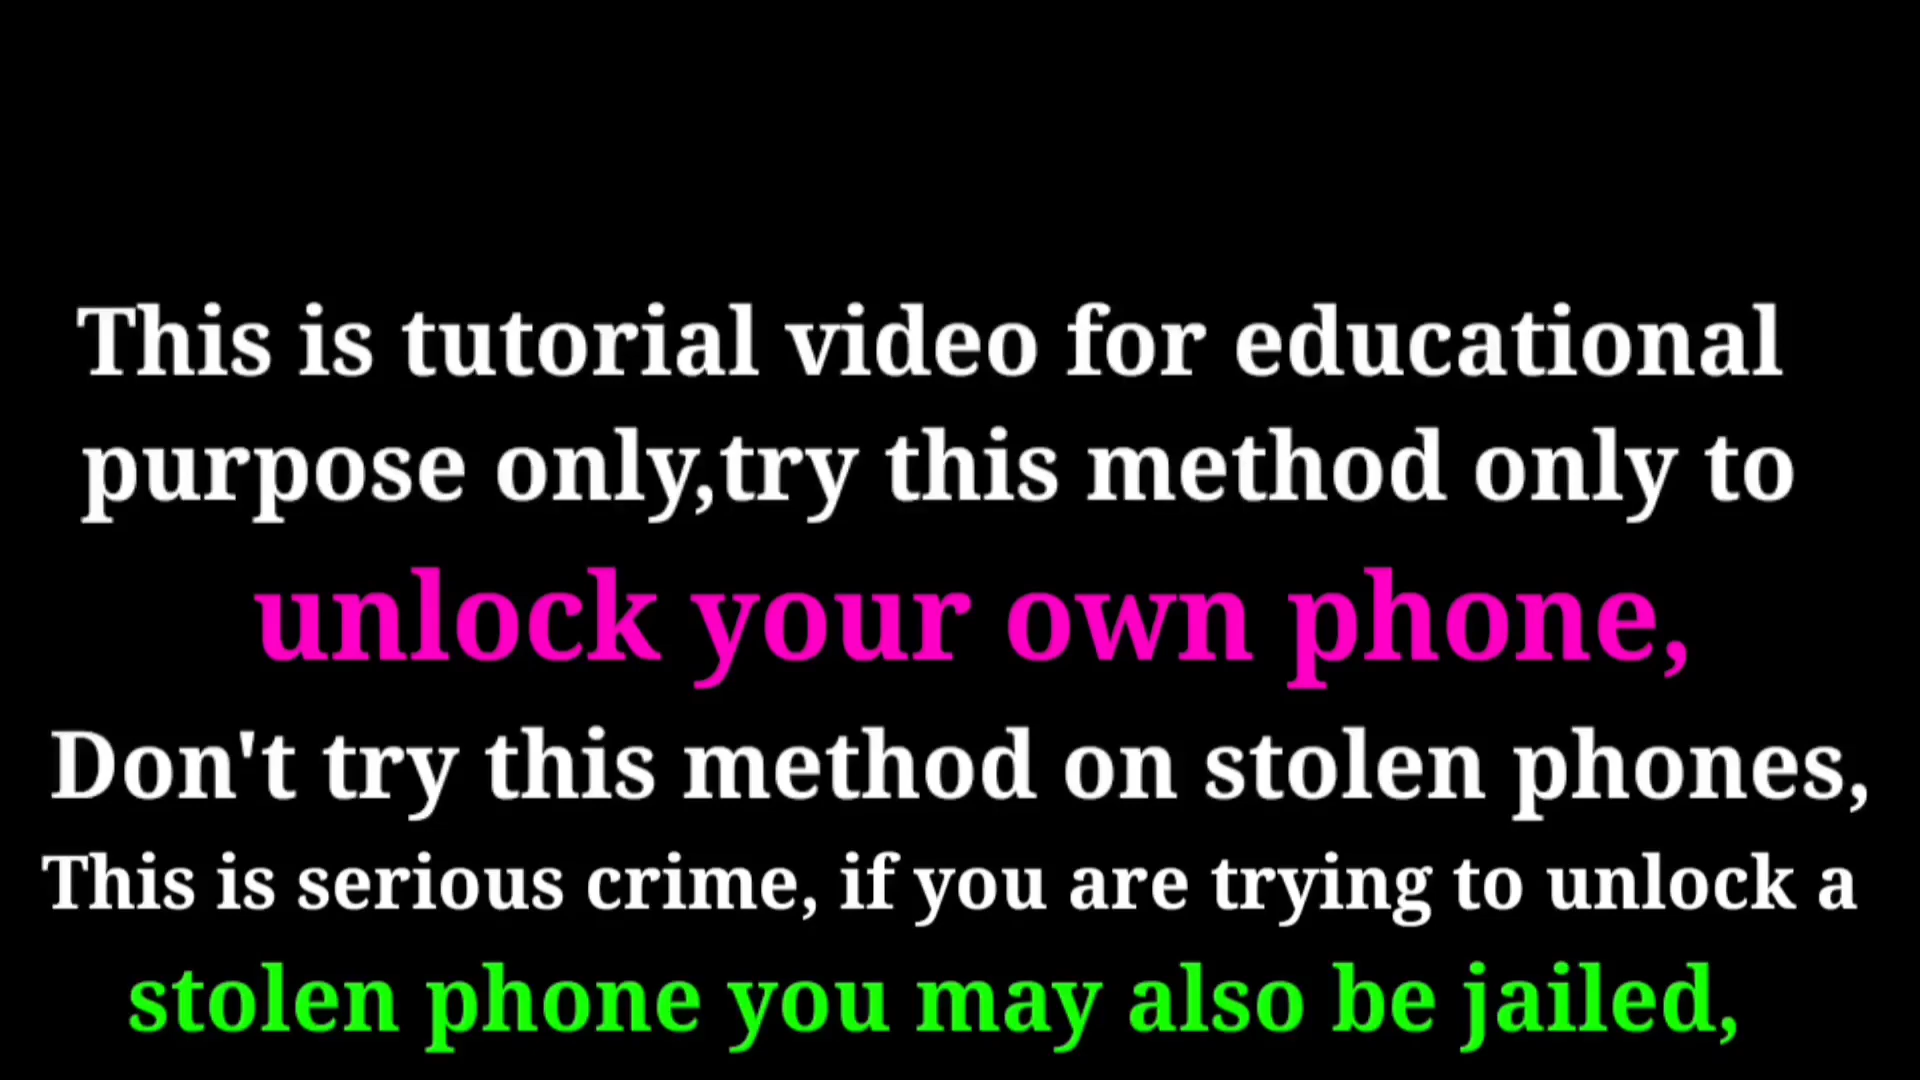 This is tutorial video for educational
purpose only,try this method only to
unlock your own phone,
Don't try this method on stolen phones,
This is serious crime, if you are trying to unlock a
stolen phone you may also be jailed,